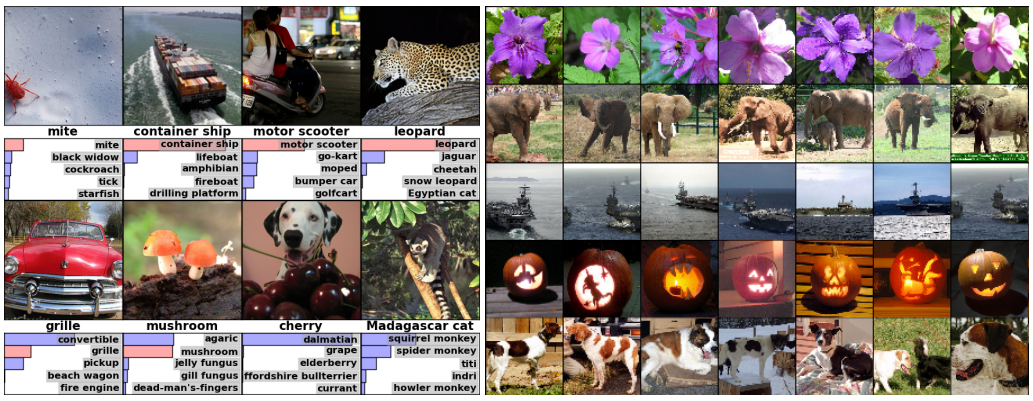 mite
container ship
motor scooter
leopard
mite
black widow
cockroach
tick
starfish
container ship
lifeboat
amphibian
fireboat
drilling platform
motor scooter
go-kart
moped
bumper car
golfcart
leopard
jaguar
cheetah
snow leopard
Egyptian cat
grille
mushroom
cherry
Madagascar cat
convertible
grille
pickup
beach wagon
fire engine
agaric
mushroom
jelly fungus
gill fungus
dead-man's-fingers
dalmatian
grape
elderberry
ffordshire bullterrier
currant
squirrel monkey
spider monkey
titi
indri
howler monkey